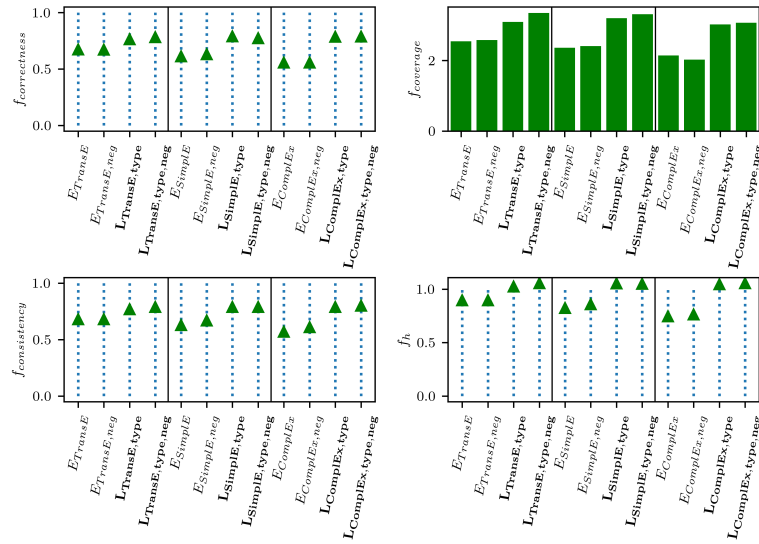 f_correctness
1.0
0.5
0.0
E_TransE
E_TransE,neg
L_TransE,type
L_TransE,type,neg
E_SimplE
E_SimplE,neg
L_SimplE,type
L_SimplE,type,neg
E_ComplEx
E_ComplEx,neg
L_ComplEx,type
L_ComplEx,type,neg
f_coverage
2
0
E_TransE
E_TransE,neg
L_TransE,type
L_TransE,type,neg
E_SimplE
E_SimplE,neg
L_SimplE,type
L_SimplE,type,neg
E_ComplEx
E_ComplEx,neg
L_ComplEx,type
L_ComplEx,type,neg
f_consistency
1.0
0.5
0.0
E_TransE
E_TransE,neg
L_TransE,type
L_TransE,type,neg
E_SimplE
E_SimplE,neg
L_SimplE,type
L_SimplE,type,neg
E_ComplEx
E_ComplEx,neg
L_ComplEx,type
L_ComplEx,type,neg
f_h
1.0
0.5
0.0
E_TransE
E_TransE,neg
L_TransE,type
L_TransE,type,neg
E_SimplE
E_SimplE,neg
L_SimplE,type
L_SimplE,type,neg
E_ComplEx
E_ComplEx,neg
L_ComplEx,type
L_ComplEx,type,neg